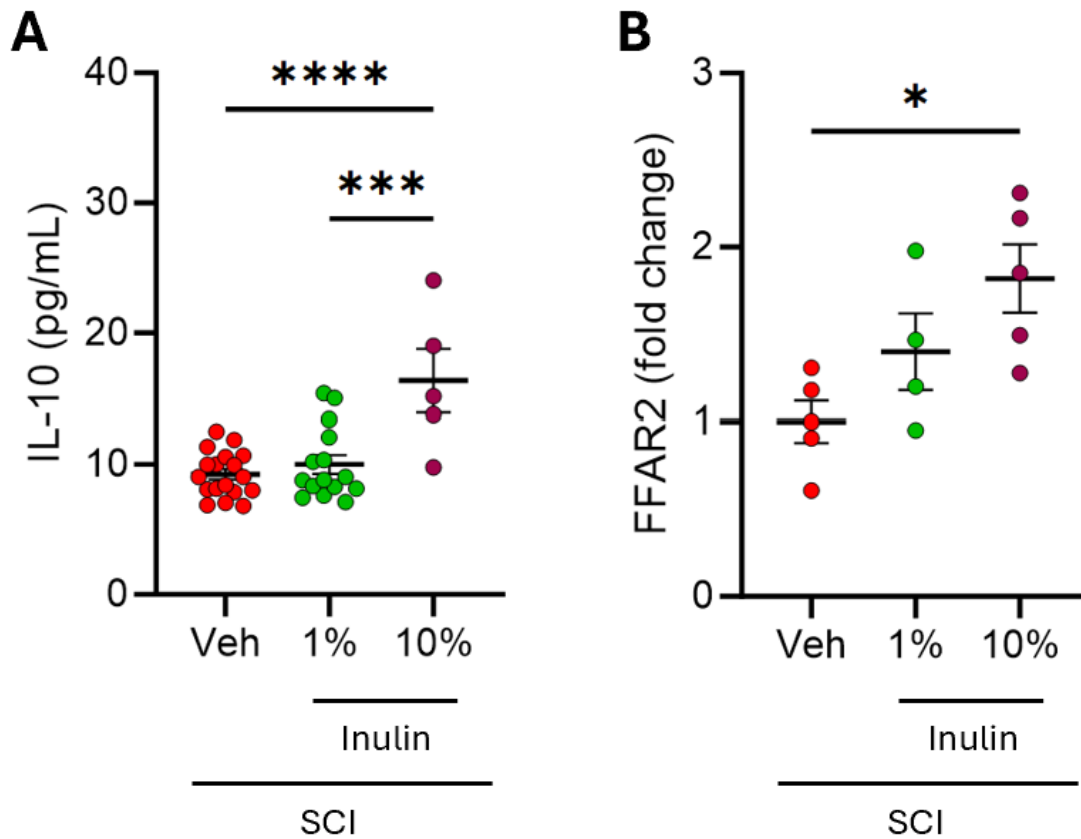 A
IL-10 (pg/mL)
40
30
20
10
0
****
***
Veh 1% 10%
Inulin
SCI
B
FFAR2 (fold change)
3
2
1
0
*
Veh 1% 10%
Inulin
SCI